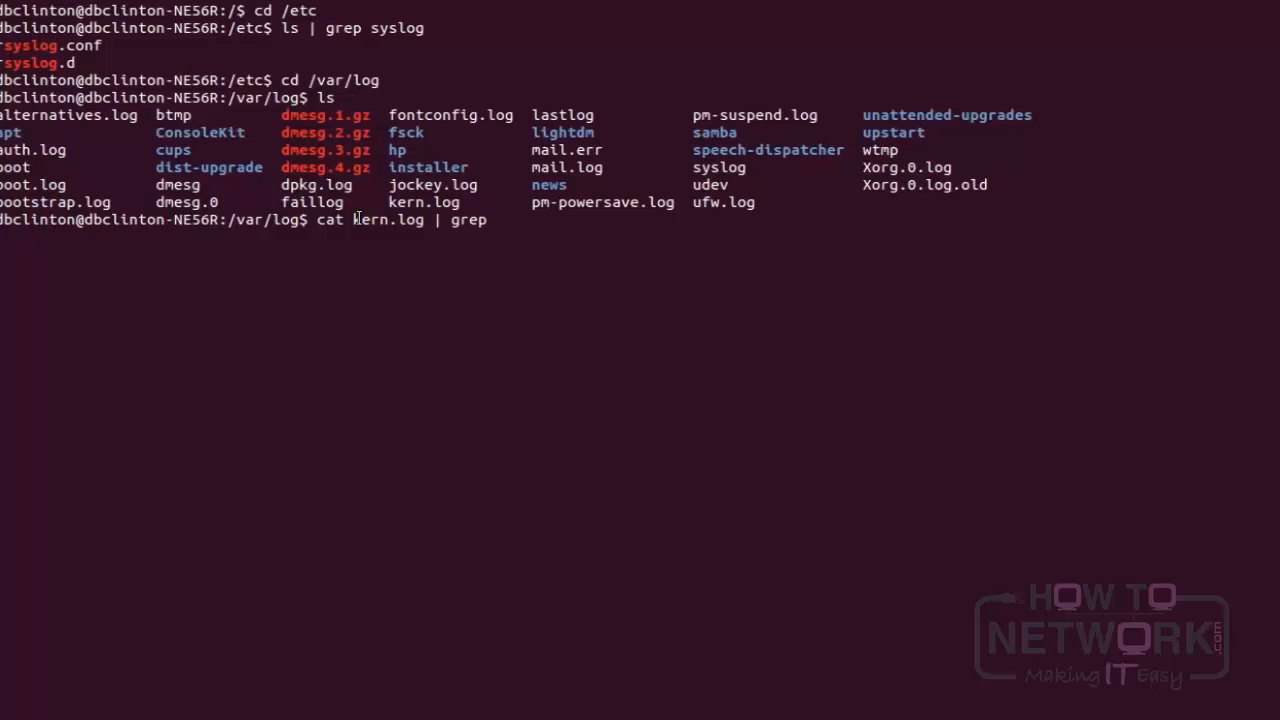 dbclinton@dbclinton-NE56R:/$ cd /etc
dbclinton@dbclinton-NE56R:/etc$ ls | grep syslog
rsyslog.conf
rsyslog.d
dbclinton@dbclinton-NE56R:/etc$ cd /var/log
dbclinton@dbclinton-NE56R:/var/log$ ls
alternatives.log btmp dmesg.1.gz fontconfig.log lastlog pm-suspend.log unattended-upgrades
apt ConsoleKit dmesg.2.gz fsck lightdm samba upstart
auth.log cups dmesg.3.gz hp mail.err speech-dispatcher wtmp
boot dist-upgrade dmesg.4.gz installer mail.log syslog Xorg.0.log
boot.log dmesg dpkg.log jockey.log news udev Xorg.0.log.old
bootstrap.log dmesg.0 faillog kern.log pm-powersave.log ufw.log
dbclinton@dbclinton-NE56R:/var/log$ cat kern.log | grep
HOW TO
NETWORK.com
Making IT Easy